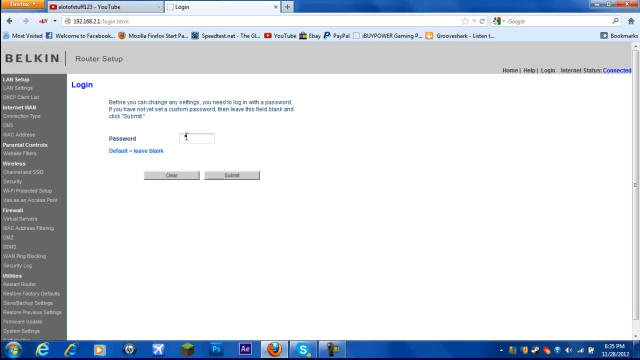 Firefox
alotofstuff123 – YouTube
Login
192.168.2.1/login.html
Google
Most Visited
Welcome to Facebook...
Mozilla Firefox Start Pa...
Speedtest.net - The Gl...
YouTube
Ebay
PayPal
iBUYPOWER Gaming P...
Grooveshark - Listen t...
Bookmarks
BELKIN
Router Setup
Home | Help | Login Internet Status: Connected
LAN Setup
LAN Settings
DHCP Client List
Internet WAN
Connection Type
DNS
MAC Address
Parental Controls
Website Filters
Wireless
Channel and SSID
Security
Wi-Fi Protected Setup
Use as an Access Point
Firewall
Virtual Servers
MAC Address Filtering
DMZ
DDNS
WAN Ping Blocking
Security Log
Utilities
Restart Router
Restore Factory Defaults
Save/Backup Settings
Restore Previous Settings
Firmware Update
System Settings
Login
Before you can change any settings, you need to log in with a password.
If you have not yet set a custom password, then leave this field blank and
click "Submit."
Password
Default = leave blank
Clear
Submit
Ps
Ae
6:35 PM
11/28/2012